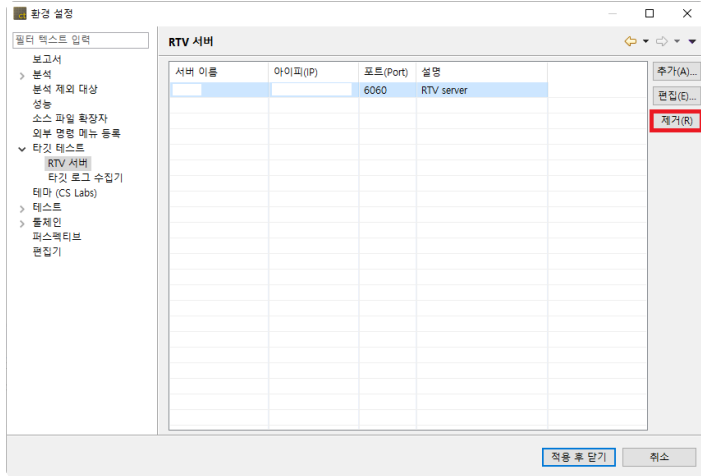 환경 설정
필터 텍스트 입력
보고서
분석
분석 제외 대상
성능
소스 파일 확장자
외부 명령 메뉴 등록
타깃 테스트
RTV 서버
타깃 로그 수집기
테마 (CS Labs)
테스트
툴체인
퍼스펙티브
편집기
RTV 서버
서버 이름 아이피(IP) 포트(Port) 설명
6060 RTV server
추가(A)...
편집(E)...
제거(R)
적용 후 닫기 취소